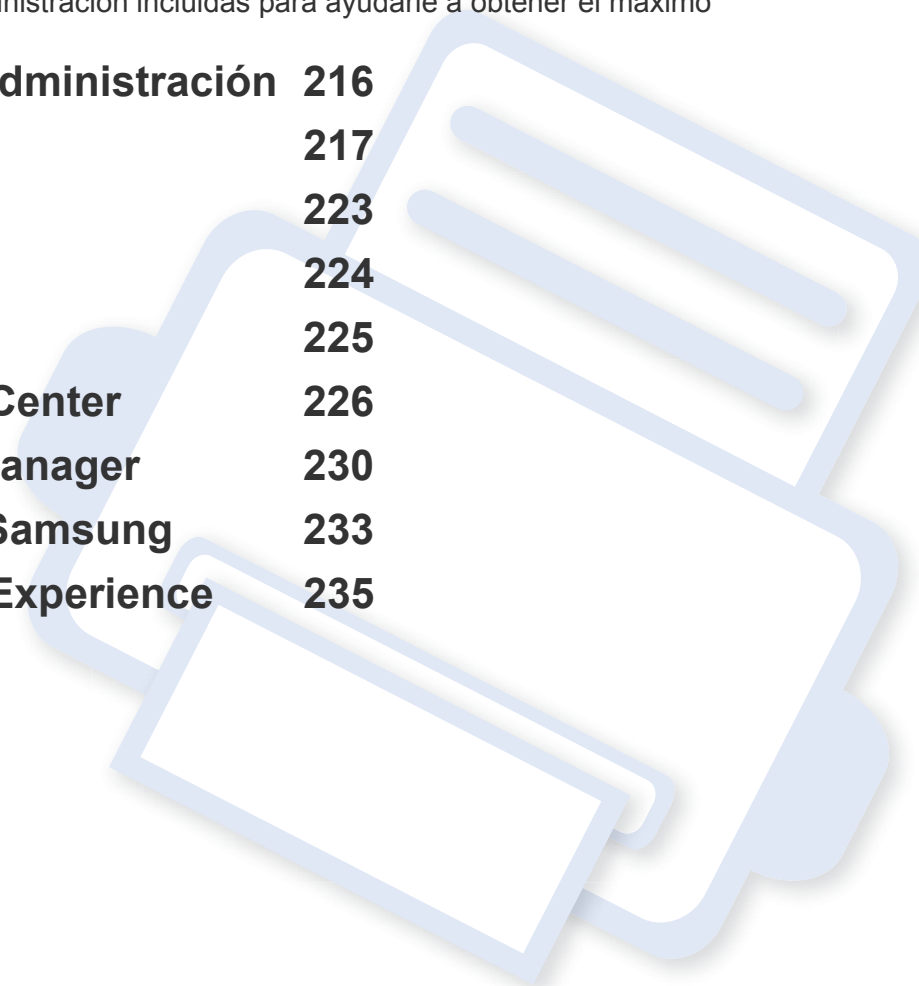 ministración incluidas para ayudarle a obtener el máximo
dministración 216
217
223
224
225
Center 226
anager 230
Samsung 233
Experience 235